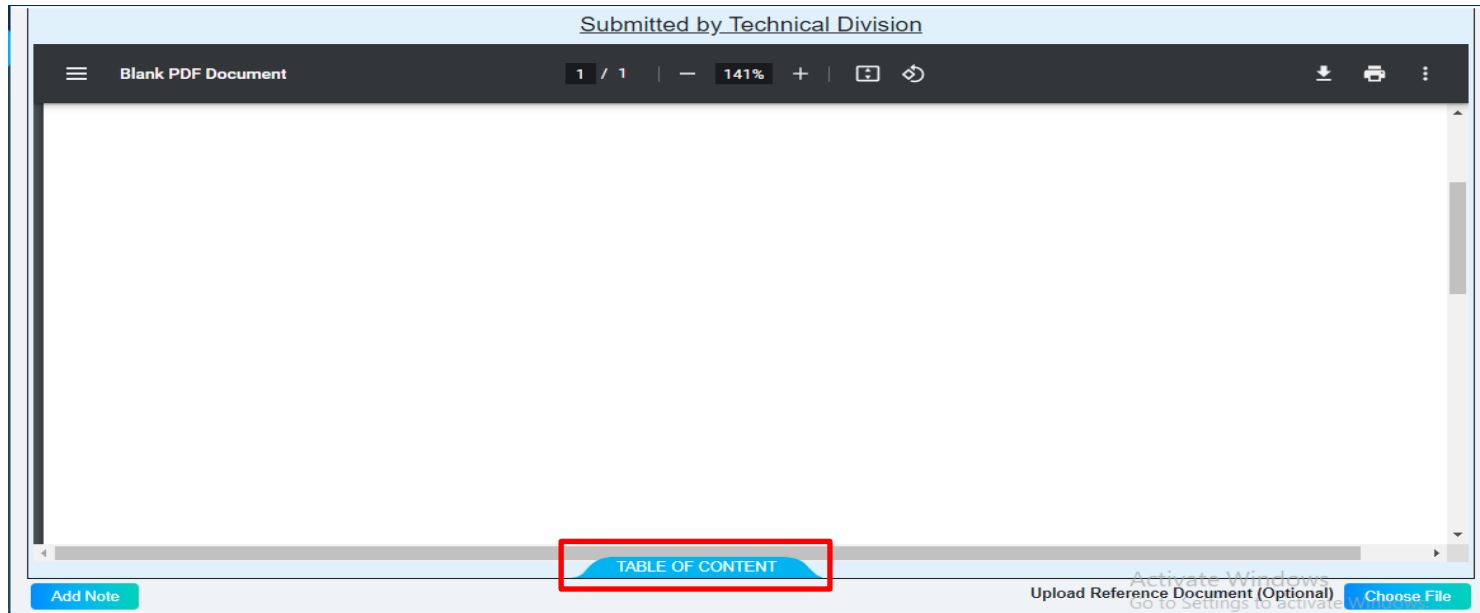 Submitted by Technical Division
Blank PDF Document
1 / 1 | — 141% + |
TABLE OF CONTENT
Add Note
Upload Reference Document (Optional)
Choose File
Activate Windows
Go to Settings to activate Windows.